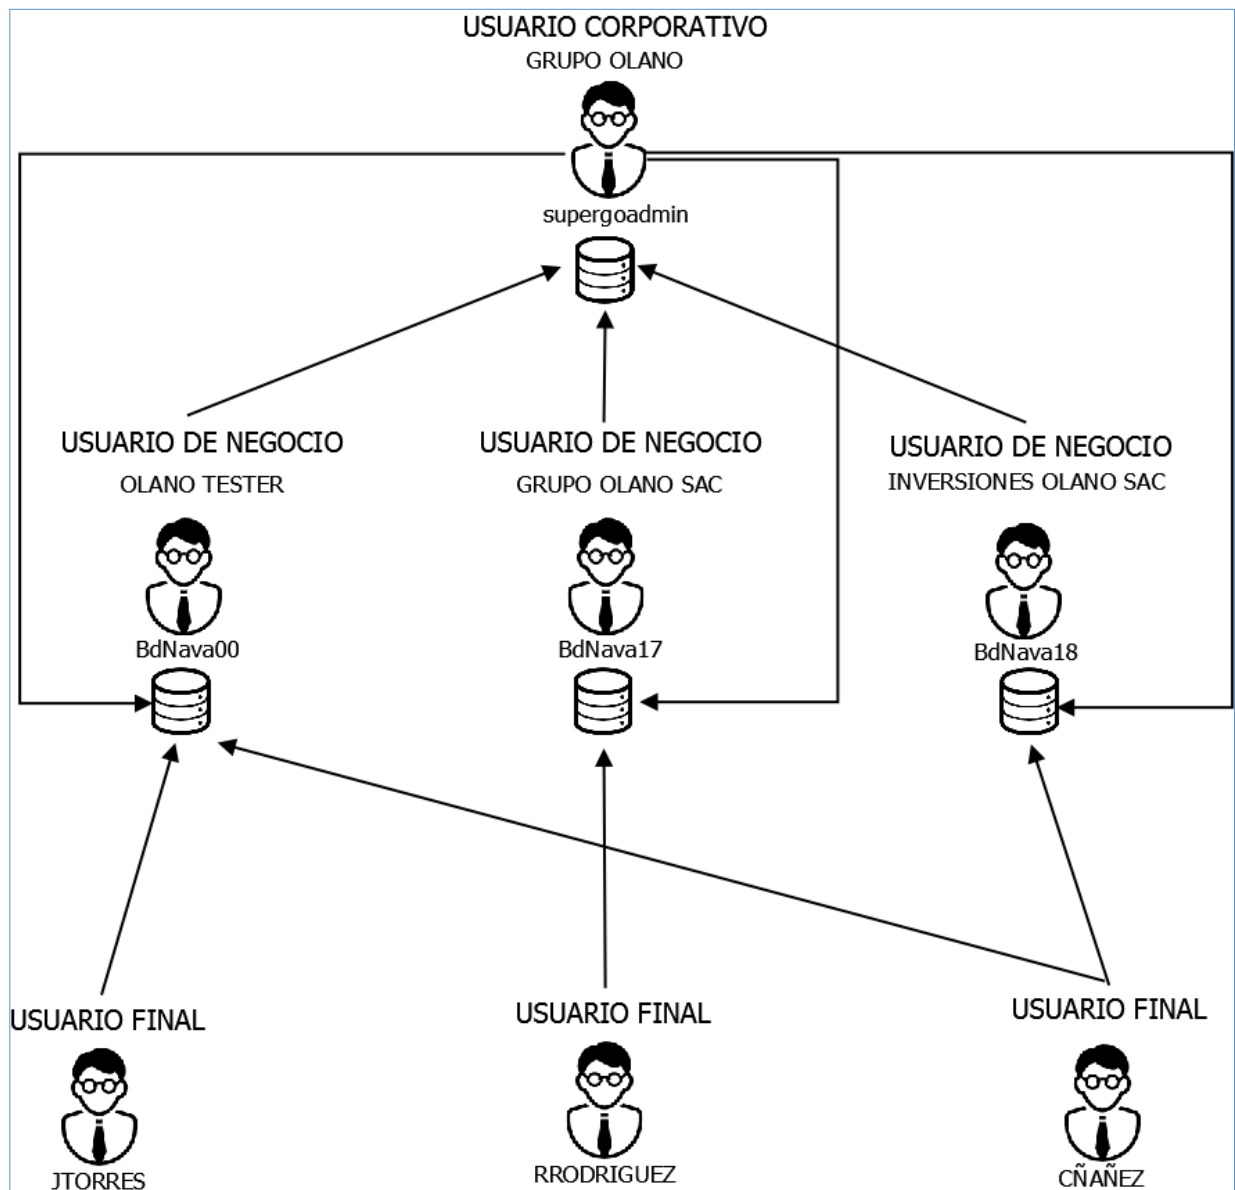 USUARIO CORPORATIVO
GRUPO OLANO
supergoadmin
USUARIO DE NEGOCIO
OLANO TESTER
BdNava00
USUARIO DE NEGOCIO
GRUPO OLANO SAC
BdNava17
USUARIO DE NEGOCIO
INVERSIONES OLANO SAC
BdNava18
USUARIO FINAL
JTORRES
USUARIO FINAL
RRODRIGUEZ
USUARIO FINAL
CÑAÑEZ